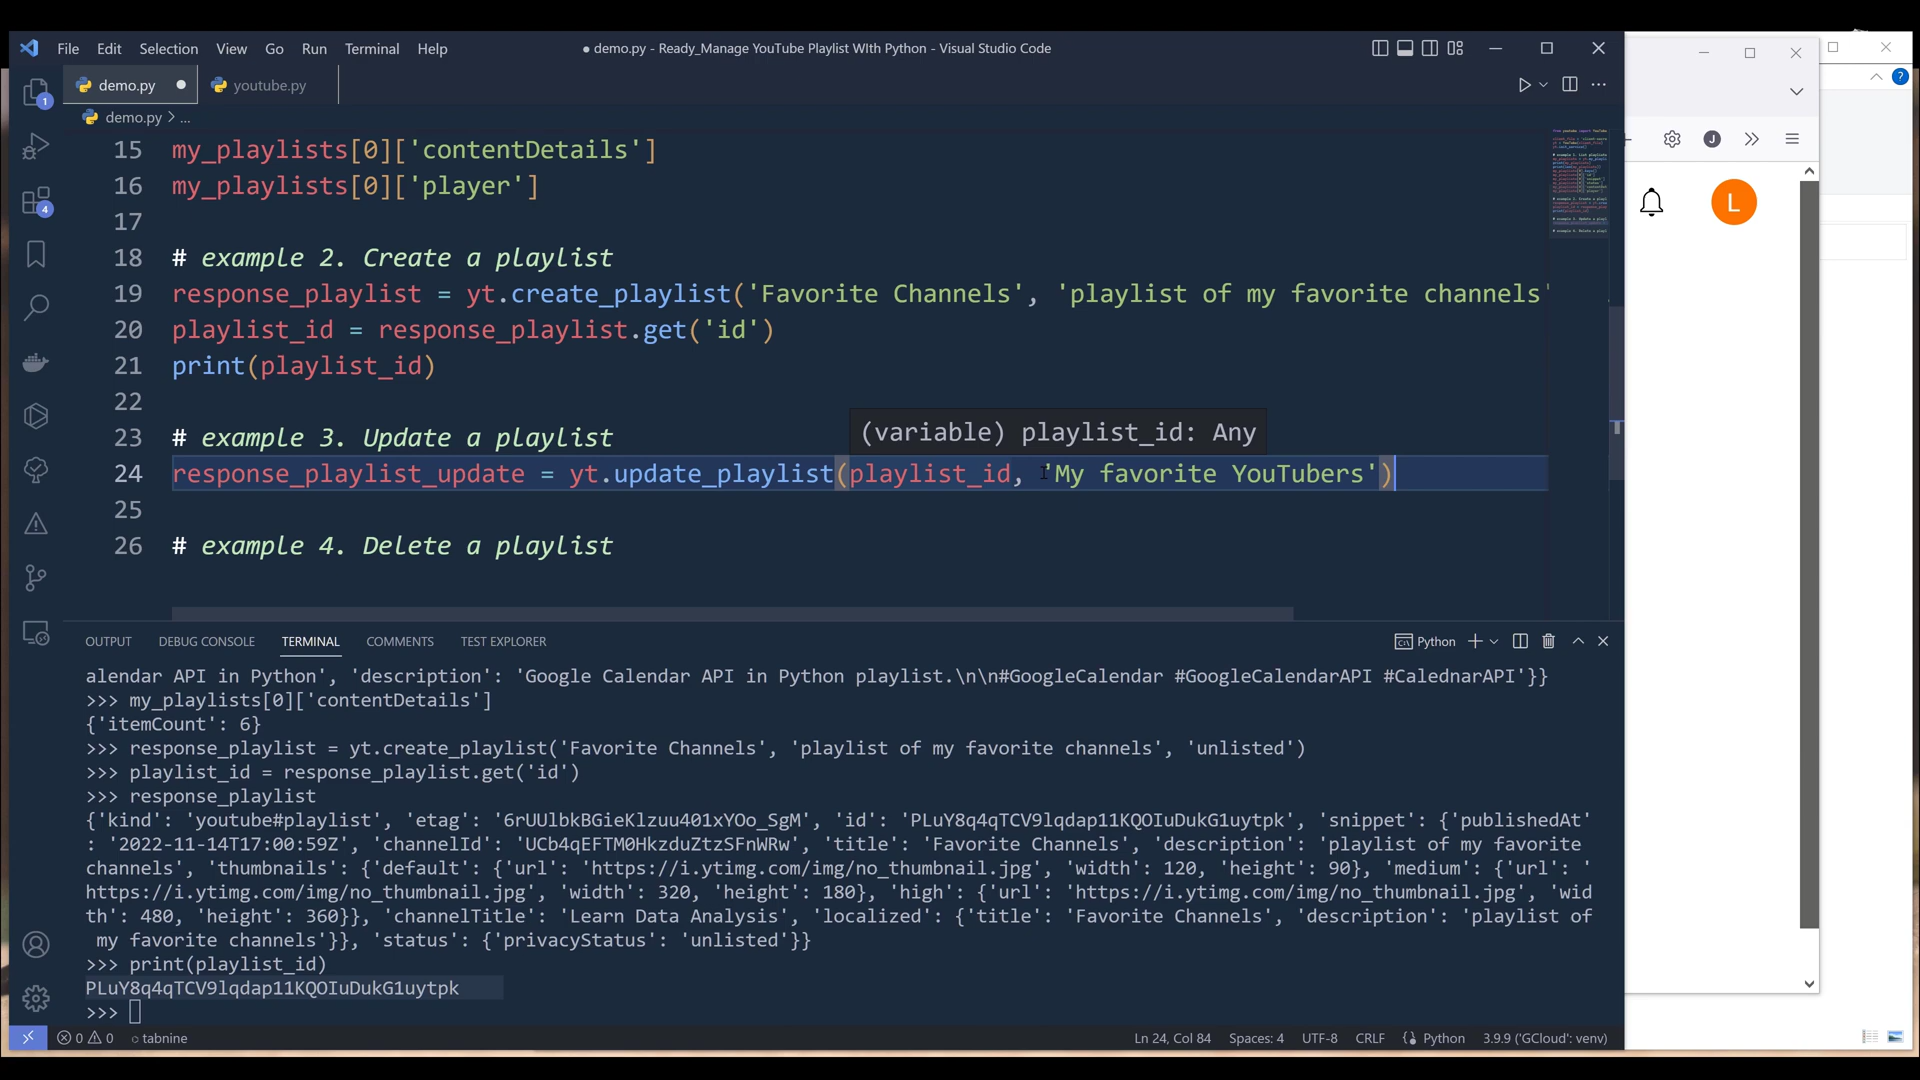 File Edit Selection View Go Run Terminal Help
● demo.py - Ready_Manage YouTube Playlist WIth Python - Visual Studio Code
demo.py ●
youtube.py
demo.py > ...
15 my_playlists[0]['contentDetails']
16 my_playlists[0]['player']
17
18 # example 2. Create a playlist
19 response_playlist = yt.create_playlist('Favorite Channels', 'playlist of my favorite channels'
20 playlist_id = response_playlist.get('id')
21 print(playlist_id)
22
23 # example 3. Update a playlist
(variable) playlist_id: Any
24 response_playlist_update = yt.update_playlist(playlist_id, 'My favorite YouTubers')
25
26 # example 4. Delete a playlist
1
4
J
L
?
OUTPUT DEBUG CONSOLE TERMINAL COMMENTS TEST EXPLORER
Python
alendar API in Python', 'description': 'Google Calendar API in Python playlist.\n\n#GoogleCalendar #GoogleCalendarAPI #CalednarAPI'}}
>>> my_playlists[0]['contentDetails']
{'itemCount': 6}
>>> response_playlist = yt.create_playlist('Favorite Channels', 'playlist of my favorite channels', 'unlisted')
>>> playlist_id = response_playlist.get('id')
>>> response_playlist
{'kind': 'youtube#playlist', 'etag': '6rUUlbkBGieKlzuu401xYOo_SgM', 'id': 'PLuY8q4qTCV9lqdap11KQOIuDukG1uytpk', 'snippet': {'publishedAt'
: '2022-11-14T17:00:59Z', 'channelId': 'UCb4qEFTM0HkzduZtzSFnWRw', 'title': 'Favorite Channels', 'description': 'playlist of my favorite
channels', 'thumbnails': {'default': {'url': 'https://i.ytimg.com/img/no_thumbnail.jpg', 'width': 120, 'height': 90}, 'medium': {'url': '
https://i.ytimg.com/img/no_thumbnail.jpg', 'width': 320, 'height': 180}, 'high': {'url': 'https://i.ytimg.com/img/no_thumbnail.jpg', 'wid
th': 480, 'height': 360}}, 'channelTitle': 'Learn Data Analysis', 'localized': {'title': 'Favorite Channels', 'description': 'playlist of
my favorite channels'}}, 'status': {'privacyStatus': 'unlisted'}}
>>> print(playlist_id)
PLuY8q4qTCV9lqdap11KQOIuDukG1uytpk
>>>
0 0 tabnine
Ln 24, Col 84 Spaces: 4 UTF-8 CRLF Python 3.9.9 ('GCloud': venv)